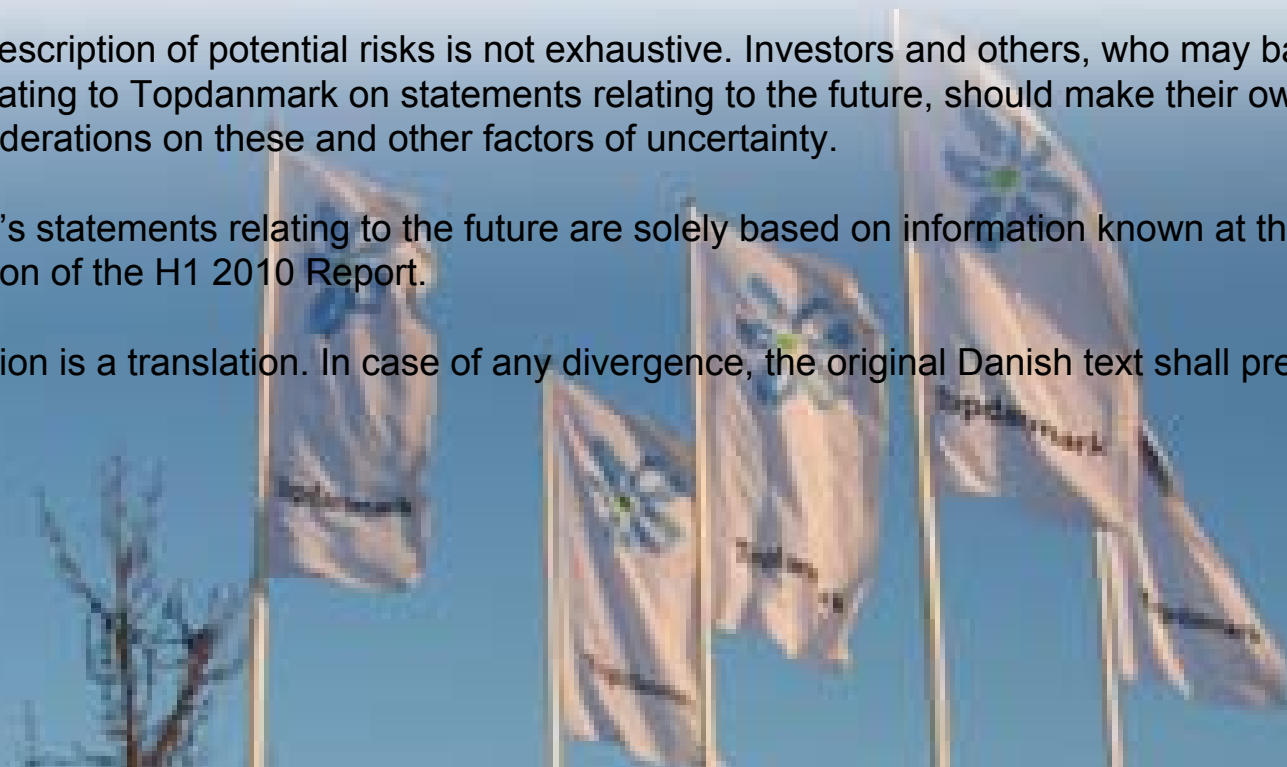 escription of potential risks is not exhaustive. Investors and others, who may ba
ating to Topdanmark on statements relating to the future, should make their ow
derations on these and other factors of uncertainty.
's statements relating to the future are solely based on information known at th
on of the H1 2010 Report.
ion is a translation. In case of any divergence, the original Danish text shall pre
Topdanmark
Topdanmark
Topdanmark